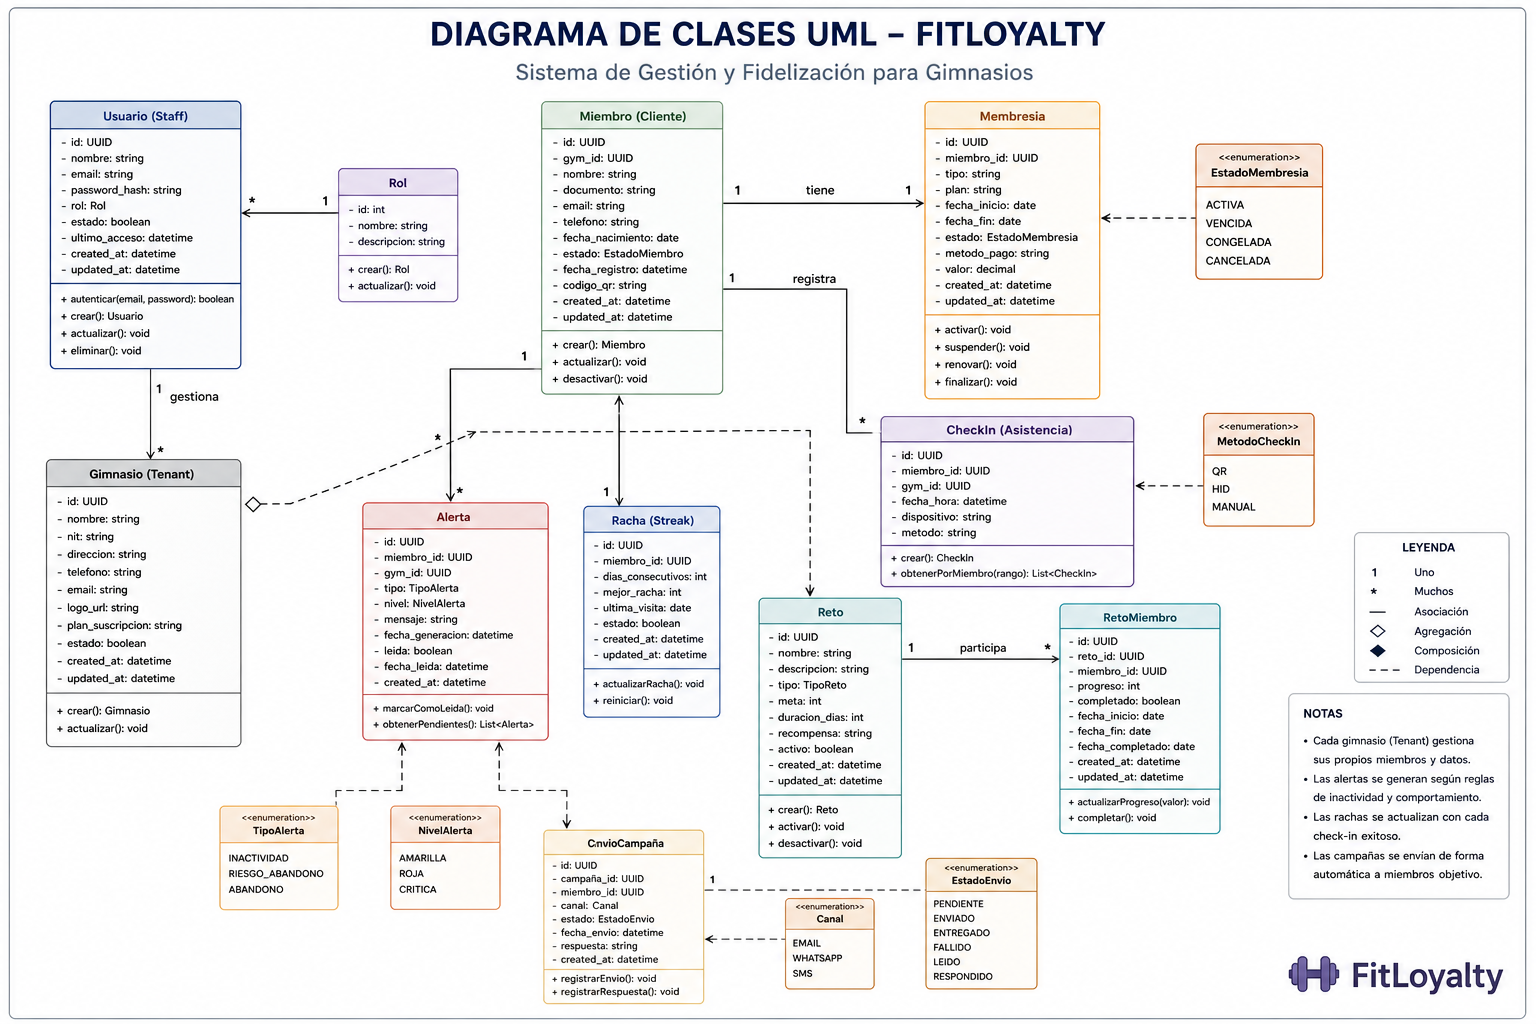 DIAGRAMA DE CLASES UML – FITLOYALTY
Sistema de Gestión y Fidelización para Gimnasios
Usuario (Staff)
- id: UUID
- nombre: string
- email: string
- password_hash: string
- rol: Rol
- estado: boolean
- ultimo_acceso: datetime
- created_at: datetime
- updated_at: datetime
+ autenticar(email, password): boolean
+ crear(): Usuario
+ actualizar(): void
+ eliminar(): void
* 1
Rol
- id: int
- nombre: string
- descripcion: string
+ crear(): Rol
+ actualizar(): void
Miembro (Cliente)
- id: UUID
- gym_id: UUID
- nombre: string
- documento: string
- email: string
- telefono: string
- fecha_nacimiento: date
- estado: EstadoMiembro
- fecha_registro: datetime
- codigo_qr: string
- created_at: datetime
- updated_at: datetime
+ crear(): Miembro
+ actualizar(): void
+ desactivar(): void
1 tiene 1
1 registra
*
Membresia
- id: UUID
- miembro_id: UUID
- tipo: string
- plan: string
- fecha_inicio: date
- fecha_fin: date
- estado: EstadoMembresia
- metodo_pago: string
- valor: decimal
- created_at: datetime
- updated_at: datetime
+ activar(): void
+ suspender(): void
+ renovar(): void
+ finalizar(): void
<<enumeration>>
EstadoMembresia
ACTIVA
VENCIDA
CONGELADA
CANCELADA
1
gestiona
*
Gimnasio (Tenant)
- id: UUID
- nombre: string
- nit: string
- direccion: string
- telefono: string
- email: string
- logo_url: string
- plan_suscripcion: string
- estado: boolean
- created_at: datetime
- updated_at: datetime
+ crear(): Gimnasio
+ actualizar(): void
1
*
*
Alerta
- id: UUID
- miembro_id: UUID
- gym_id: UUID
- tipo: TipoAlerta
- nivel: NivelAlerta
- mensaje: string
- fecha_generacion: datetime
- leida: boolean
- fecha_leida: datetime
- created_at: datetime
+ marcarComoLeida(): void
+ obtenerPendientes(): List<Alerta>
1
Racha (Streak)
- id: UUID
- miembro_id: UUID
- dias_consecutivos: int
- mejor_racha: int
- ultima_visita: date
- estado: boolean
- created_at: datetime
- updated_at: datetime
+ actualizarRacha(): void
+ reiniciar(): void
CheckIn (Asistencia)
- id: UUID
- miembro_id: UUID
- gym_id: UUID
- fecha_hora: datetime
- dispositivo: string
- metodo: string
+ crear(): CheckIn
+ obtenerPorMiembro(rango): List<CheckIn>
<<enumeration>>
MetodoCheckIn
QR
HID
MANUAL
Reto
- id: UUID
- nombre: string
- descripcion: string
- tipo: TipoReto
- meta: int
- duracion_dias: int
- recompensa: string
- activo: boolean
- created_at: datetime
- updated_at: datetime
+ crear(): Reto
+ activar(): void
+ desactivar(): void
1 participa *
RetoMiembro
- id: UUID
- reto_id: UUID
- miembro_id: UUID
- progreso: int
- completado: boolean
- fecha_inicio: date
- fecha_fin: date
- fecha_completado: date
- created_at: datetime
- updated_at: datetime
+ actualizarProgreso(valor): void
+ completar(): void
LEYENDA
1 Uno
* Muchos
Asociación
Agregación
Composición
Dependencia
NOTAS
• Cada gimnasio (Tenant) gestiona
sus propios miembros y datos.
• Las alertas se generan según reglas
de inactividad y comportamiento.
• Las rachas se actualizan con cada
check-in exitoso.
• Las campañas se envían de forma
automática a miembros objetivo.
<<enumeration>>
TipoAlerta
INACTIVIDAD
RIESGO_ABANDONO
ABANDONO
<<enumeration>>
NivelAlerta
AMARILLA
ROJA
CRITICA
CnvioCampaña
- id: UUID
- campaña_id: UUID
- miembro_id: UUID
- canal: Canal
- estado: EstadoEnvio
- fecha_envio: datetime
- respuesta: string
- created_at: datetime
+ registrarEnvio(): void
+ registrarRespuesta(): void
1
<<enumeration>>
Canal
EMAIL
WHATSAPP
SMS
<<enumeration>>
EstadoEnvio
PENDIENTE
ENVIADO
ENTREGADO
FALLIDO
LEIDO
RESPONDIDO
FitLoyalty